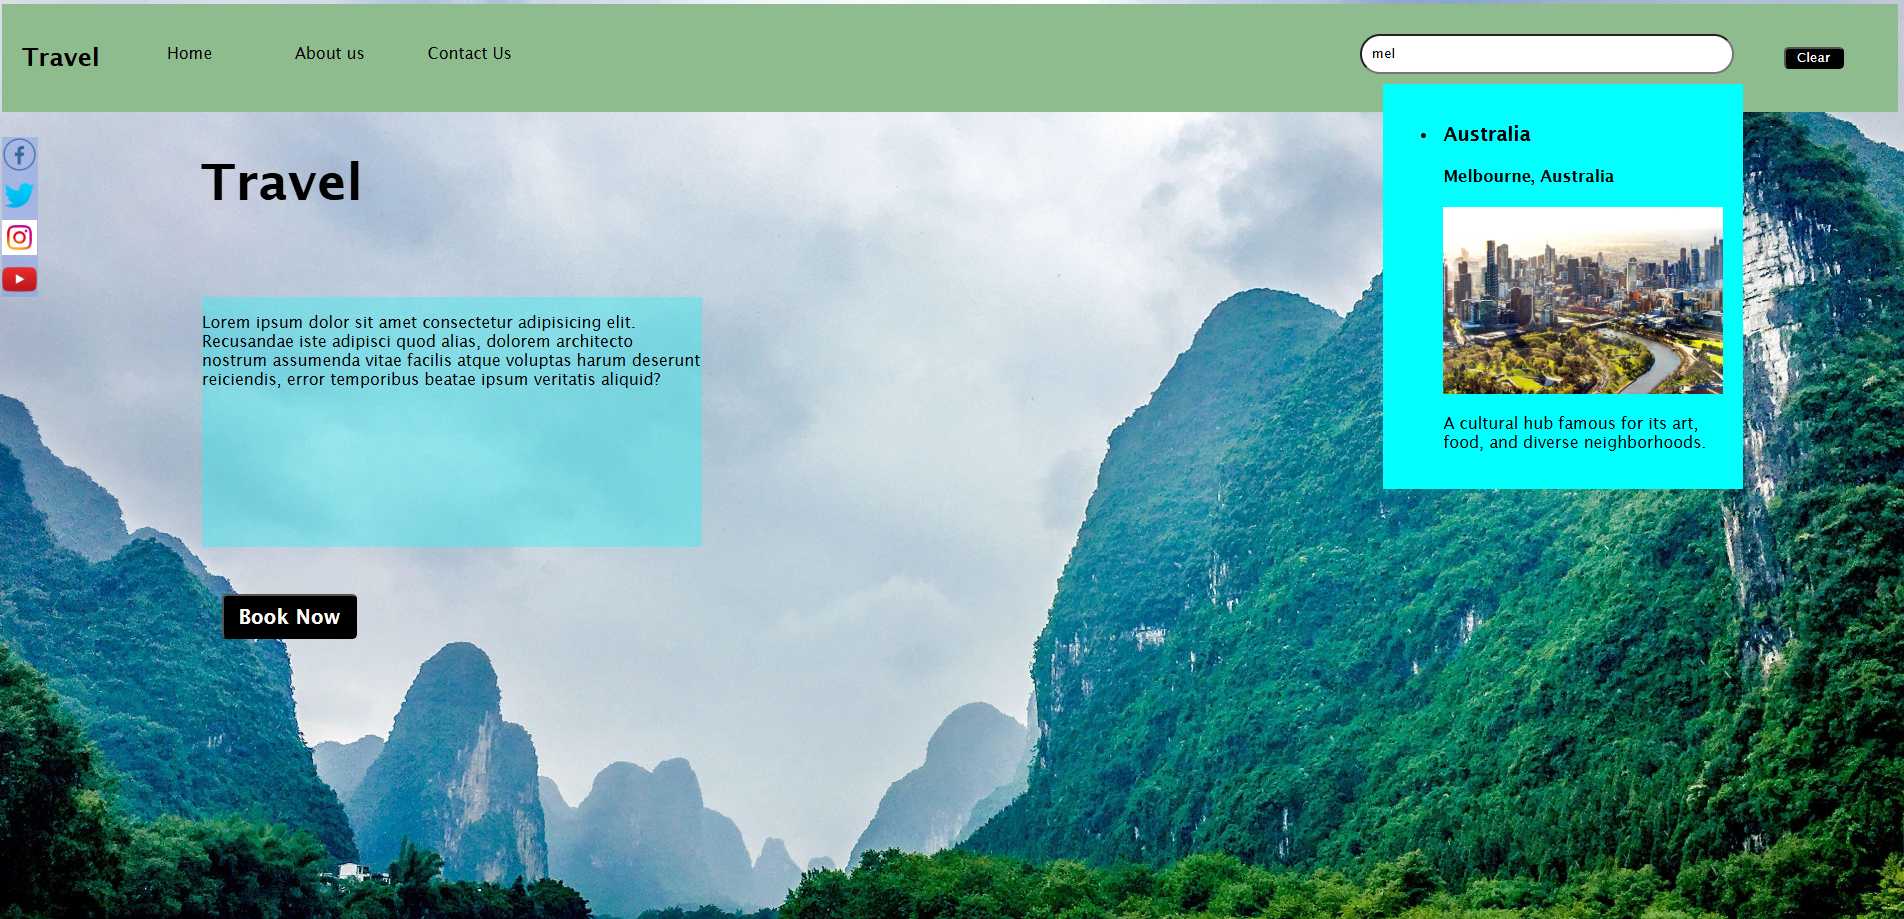 Travel
Home
About us
Contact Us
mel
Clear
Travel
Lorem ipsum dolor sit amet consectetur adipisicing elit.
Recusandae iste adipisci quod alias, dolorem architecto
nostrum assumenda vitae facilis atque voluptas harum deserunt
reiciendis, error temporibus beatae ipsum veritatis aliquid?
Book Now
Australia
Melbourne, Australia
A cultural hub famous for its art,
food, and diverse neighborhoods.